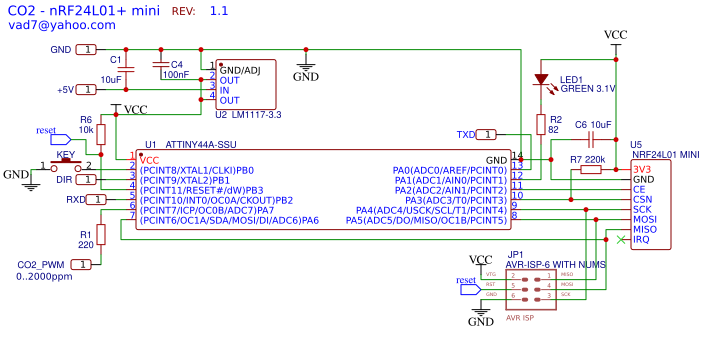 CO2 - nRF24L01+ mini REV: 1.1
vad7@yahoo.com
VCC
GND 1
C1
10uF
C4
100nF
GND
1 GND/ADJ
2 OUT
3 IN
4 OUT
U2 LM1117-3.3
+5V 1
LED1
GREEN 3.1V
R6
10k
VCC
reset
TXD 1
R2
82
C6 10uF
U5
NRF24L01 MINI
U1 ATTINY44A-SSU
KEY
GND 1 2
DIR 1
RXD 1
1 VCC
2 (PCINT8/XTAL1/CLKI)PB0
3 (PCINT9/XTAL2)PB1
4 (PCINT11/RESET#/dW)PB3
5 (PCINT10/INT0/OC0A/CKOUT)PB2
6 (PCINT7/ICP/OC0B/ADC7)PA7
7 (PCINT6/OC1A/SDA/MOSI/DI/ADC6)PA6
GND 14
PA0(ADC0/AREF/PCINT0) 13
PA1(ADC1/AIN0/PCINT1) 12
PA2(ADC2/AIN1/PCINT2) 11
PA3(ADC3/T0/PCINT3) 10
PA4(ADC4/USCK/SCL/T1/PCINT4) 9
PA5(ADC5/DO/MISO/OC1B/PCINT5) 8
R7 220k
3V3
GND
CE
CSN
SCK
MOSI
MISO
IRQ
R1
220
CO2_PWM 1
0..2000ppm
JP1
AVR-ISP-6 WITH NUMS
VCC
reset
GND
VTG 2 1 MISO
RST 5 4 MOSI
GND 6 3 SCK
AVR ISP